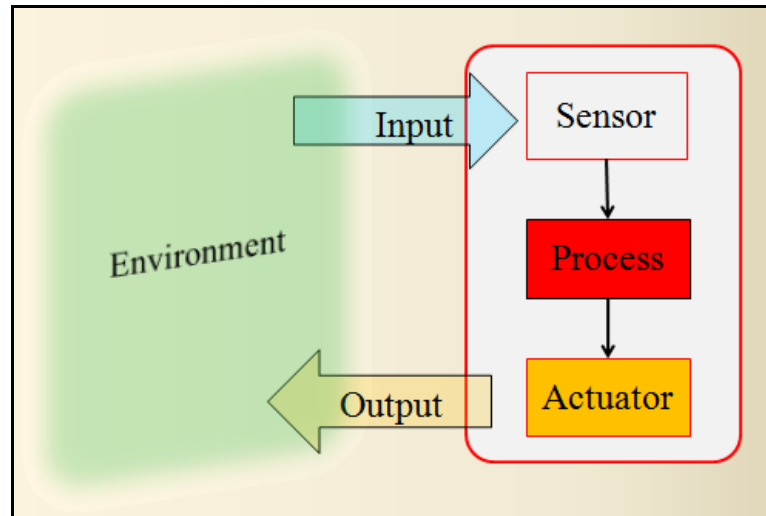 Input
Sensor
Environment
Process
Output
Actuator